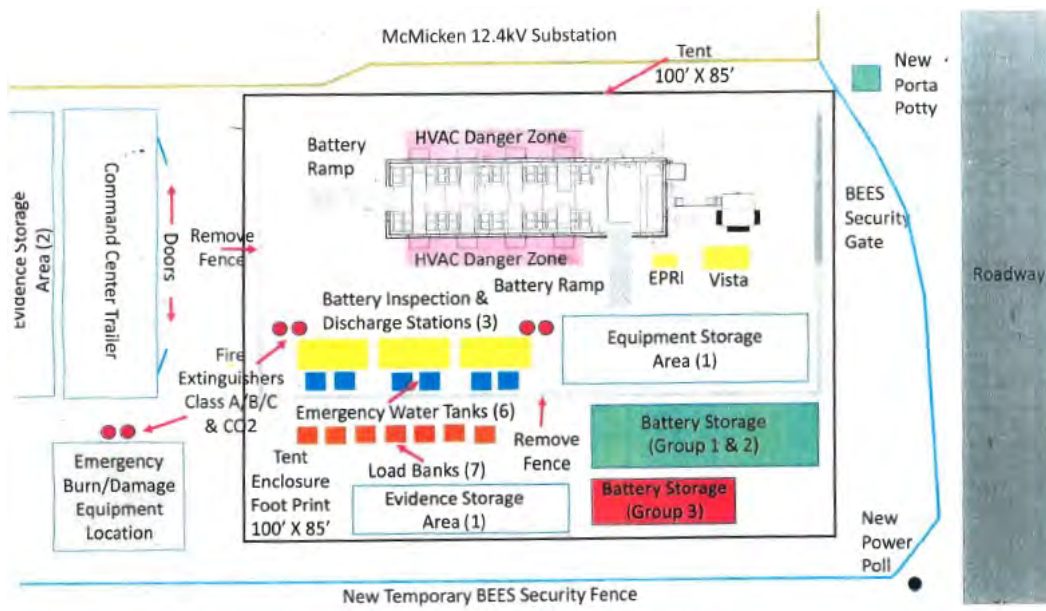 McMicken 12.4kV Substation
Tent
100' X 85'
New
Porta
Potty
HVAC Danger Zone
Battery
Ramp
Evidence Storage
Area (2)
Command Center Trailer
Doors
Remove
Fence
HVAC Danger Zone
Battery Ramp
EPRI
Vista
BEES
Security
Gate
Roadway
Battery Inspection &
Discharge Stations (3)
Equipment Storage
Area (1)
Fire
Extinguishers
Class A/B/C
& CO2
Emergency Water Tanks (6)
Remove
Fence
Battery Storage
(Group 1 & 2)
Load Banks (7)
Emergency
Burn/Damage
Equipment
Location
Tent
Enclosure
Foot Print
100' X 85'
Evidence Storage
Area (1)
Battery Storage
(Group 3)
New
Power
Poll
New Temporary BEES Security Fence